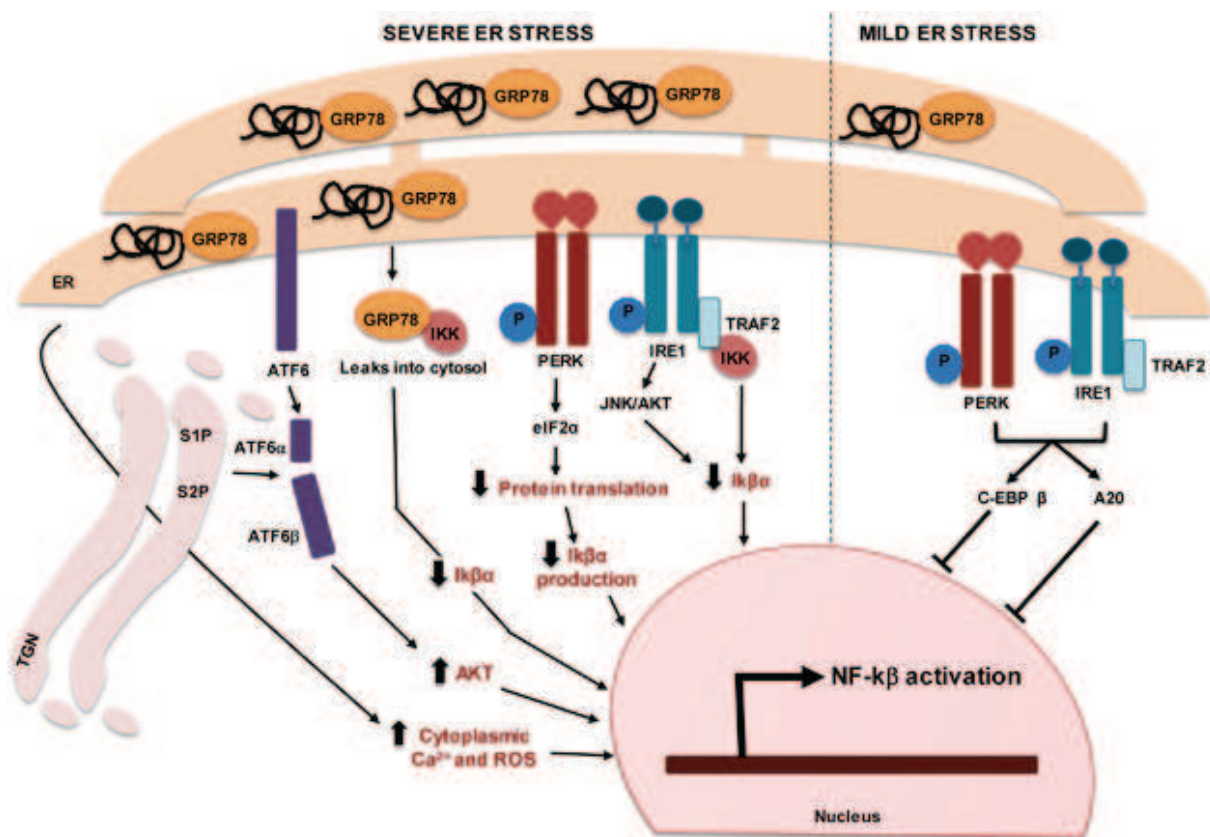 SEVERE ER STRESS
MILD ER STRESS
GRP78
GRP78
GRP78
GRP78
GRP78
GRP78
ER
GRP78
IKK
Leaks into cytosol
ATF6
P
PERK
P
IRE1
TRAF2
IKK
P
PERK
P
IRE1
TRAF2
JNK/AKT
eIF2α
S1P
ATF6α
S2P
ATF6β
TGN
Protein translation
Ikβα
C-EBP β
A20
Ikβα
production
Ikβα
AKT
Cytoplasmic
Ca²⁺ and ROS
NF-kβ activation
Nucleus